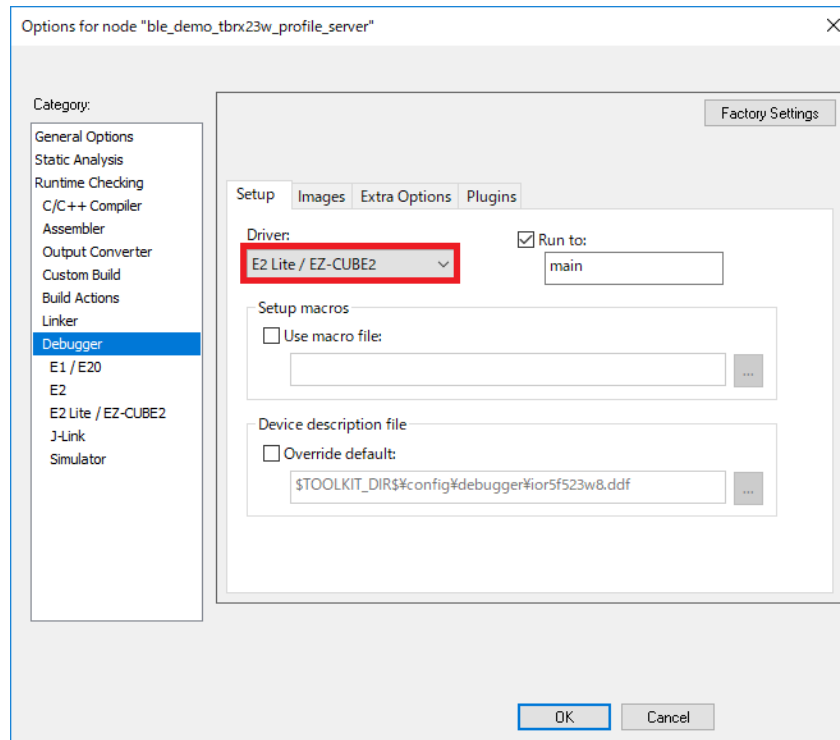 Options for node "ble_demo_tbrx23w_profile_server"
Category:
General Options
Static Analysis
Runtime Checking
C/C++ Compiler
Assembler
Output Converter
Custom Build
Build Actions
Linker
Debugger
E1 / E20
E2
E2 Lite / EZ-CUBE2
J-Link
Simulator
Factory Settings
Setup Images Extra Options Plugins
Driver:
E2 Lite / EZ-CUBE2
Run to:
main
Setup macros
Use macro file:
...
Device description file
Override default:
$TOOLKIT_DIR$¥config¥debugger¥ior5f523w8.ddf
...
OK Cancel